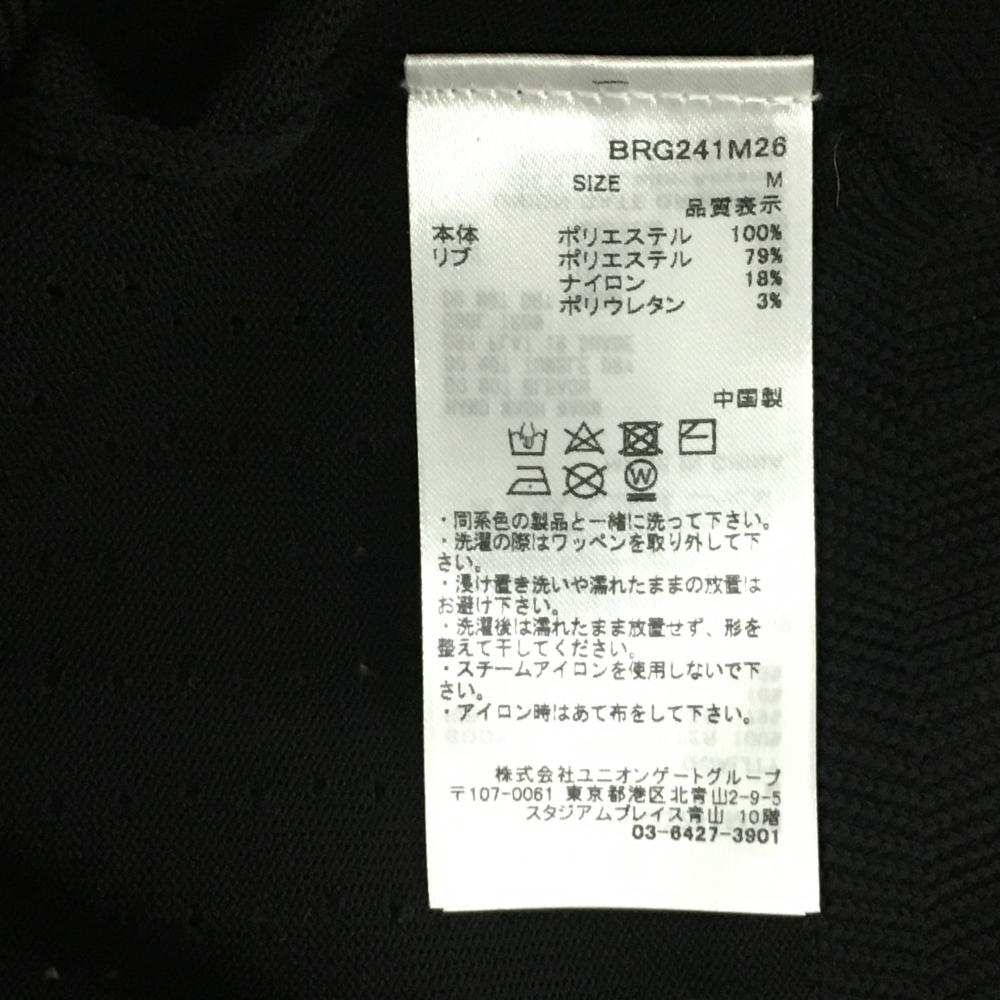 BRG241M26
SIZE M
品質表示
本体 ポリエステル 100%
リブ ポリエステル 79%
ナイロン 18%
ポリウレタン 3%
中国製
W
・同系色の製品と一緒に洗って下さい。
・洗濯の際はワッペンを取り外して下
さい。
・浸け置き洗いや濡れたままの放置は
お避け下さい。
・洗濯後は濡れたまま放置せず、形を
整えて干してください。
・スチームアイロンを使用しないで下
さい。
・アイロン時はあて布をして下さい。
株式会社ユニオンゲートグループ
〒107-0061 東京都港区北青山2-9-5
スタジアムプレイス青山 10階
03-6427-3901